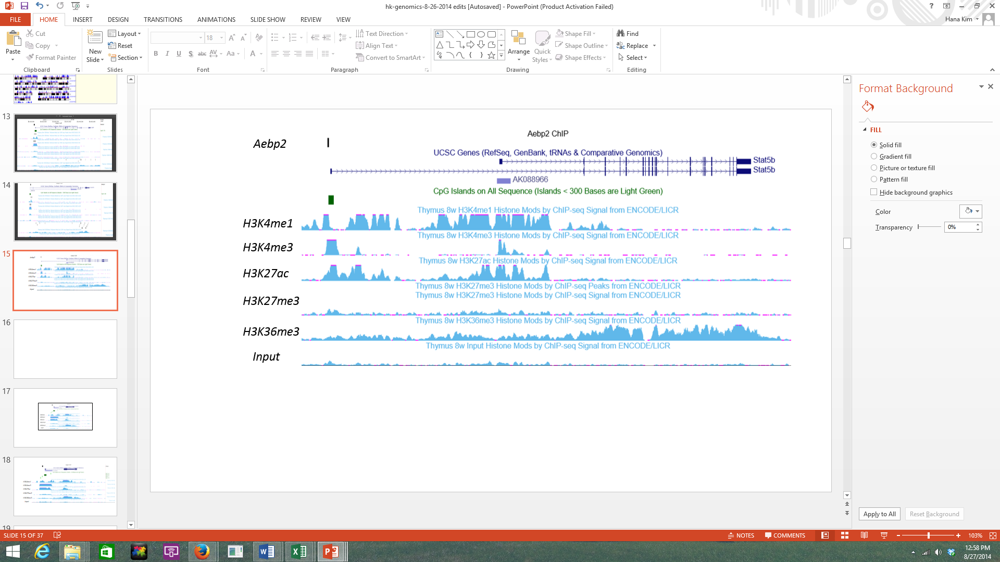 hk-genomics-8-26-2014 edits [Autosaved] - PowerPoint (Product Activation Failed)
?
FILE HOME INSERT DESIGN TRANSITIONS ANIMATIONS SLIDE SHOW REVIEW VIEW
Hana Kim
Paste
Cut
Copy
Format Painter
Clipboard
New Slide
Layout
Reset
Section
Slides
18
B I U S abc AV Aa A
Font
Text Direction
Align Text
Convert to SmartArt
Paragraph
Arrange
Quick Styles
Shape Fill
Shape Outline
Shape Effects
Drawing
Find
Replace
Select
Editing
13
14
15
16
17
18
19
Aebp2 ChIP
Aebp2
UCSC Genes (RefSeq, GenBank, tRNAs & Comparative Genomics)
Stat5b
Stat5b
AK088966
CpG Islands on All Sequence (Islands < 300 Bases are Light Green)
Thymus 8w H3K4me1 Histone Mods by ChIP-seq Signal from ENCODE/LICR
H3K4me1
Thymus 8w H3K4me3 Histone Mods by ChIP-seq Signal from ENCODE/LICR
H3K4me3
Thymus 8w H3K27ac Histone Mods by ChIP-seq Signal from ENCODE/LICR
H3K27ac
Thymus 8w H3K27me3 Histone Mods by ChIP-seq Peaks from ENCODE/LICR
Thymus 8w H3K27me3 Histone Mods by ChIP-seq Signal from ENCODE/LICR
H3K27me3
Thymus 8w H3K36me3 Histone Mods by ChIP-seq Signal from ENCODE/LICR
H3K36me3
Thymus 8w Input Histone Mods by ChIP-seq Signal from ENCODE/LICR
Input
Format Background
FILL
Solid fill
Gradient fill
Picture or texture fill
Pattern fill
Hide background graphics
Color
Transparency 0%
Apply to All Reset Background
SLIDE 15 OF 37
NOTES COMMENTS 103%
12:58 PM
8/27/2014